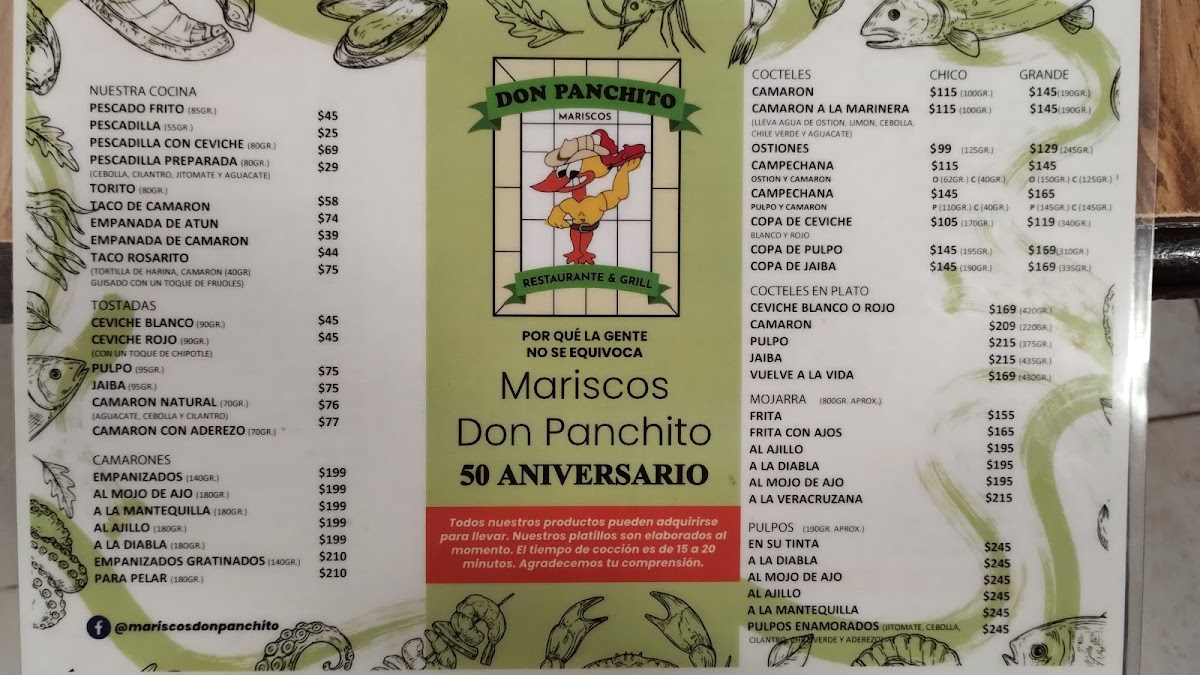 DON PANCHITO
MARISCOS
RESTAURANTE & GRILL
POR QUÉ LA GENTE
NO SE EQUIVOCA
Mariscos
Don Panchito
50 ANIVERSARIO
Todos nuestros productos pueden adquirirse
para llevar. Nuestros platillos son elaborados al
momento. El tiempo de cocción es de 15 a 20
minutos. Agradecemos tu comprensión.
NUESTRA COCINA
PESCADO FRITO (85GR.) $45
PESCADILLA (55GR.) $25
PESCADILLA CON CEVICHE (80GR.) $69
PESCADILLA PREPARADA (80GR.) $29
(CEBOLLA, CILANTRO, JITOMATE Y AGUACATE)
TORITO (80GR.) $58
TACO DE CAMARON $74
EMPANADA DE ATUN $39
EMPANADA DE CAMARON $44
TACO ROSARITO $75
(TORTILLA DE HARINA, CAMARON (40GR)
GUISADO CON UN TOQUE DE FRIJOLES)
TOSTADAS
CEVICHE BLANCO (90GR.) $45
CEVICHE ROJO (90GR.) $45
(CON UN TOQUE DE CHIPOTLE)
PULPO (95GR.) $75
JAIBA (95GR.) $75
CAMARON NATURAL (70GR.) $76
(AGUACATE, CEBOLLA Y CILANTRO)
CAMARON CON ADEREZO (70GR.) $77
CAMARONES
EMPANIZADOS (140GR.) $199
AL MOJO DE AJO (180GR.) $199
A LA MANTEQUILLA (180GR.) $199
AL AJILLO (180GR.) $199
A LA DIABLA (180GR.) $199
EMPANIZADOS GRATINADOS (140GR.) $210
PARA PELAR (180GR.) $210
@mariscosdonpanchito
COCTELES CHICO GRANDE
CAMARON $115 (100GR.) $145 (190GR.)
CAMARON A LA MARINERA $115 (100GR.) $145 (190GR.)
(LLEVA AGUA DE OSTION, LIMON, CEBOLLA,
CHILE VERDE Y AGUACATE)
OSTIONES $99 (125GR.) $129 (245GR.)
CAMPECHANA $115 $145
OSTION Y CAMARON O (62GR.) C (40GR.) O (150GR.) C (125GR.)
CAMPECHANA $145 $165
PULPO Y CAMARON P (110GR.) C (40GR.) P (145GR.) C (145GR.)
COPA DE CEVICHE $105 (170GR.) $119 (340GR.)
BLANCO Y ROJO
COPA DE PULPO $145 (195GR.) $169 (310GR.)
COPA DE JAIBA $145 (190GR.) $169 (335GR.)
COCTELES EN PLATO
CEVICHE BLANCO O ROJO $169 (420GR.)
CAMARON $209 (220GR.)
PULPO $215 (375GR.)
JAIBA $215 (435GR.)
VUELVE A LA VIDA $169 (430GR.)
MOJARRA (800GR. APROX.)
FRITA $155
FRITA CON AJOS $165
AL AJILLO $195
A LA DIABLA $195
AL MOJO DE AJO $195
A LA VERACRUZANA $215
PULPOS (190GR. APROX.)
EN SU TINTA $245
A LA DIABLA $245
AL MOJO DE AJO $245
AL AJILLO $245
A LA MANTEQUILLA $245
PULPOS ENAMORADOS (JITOMATE, CEBOLLA, $245
CILANTRO, CHILE VERDE Y ADEREZO)